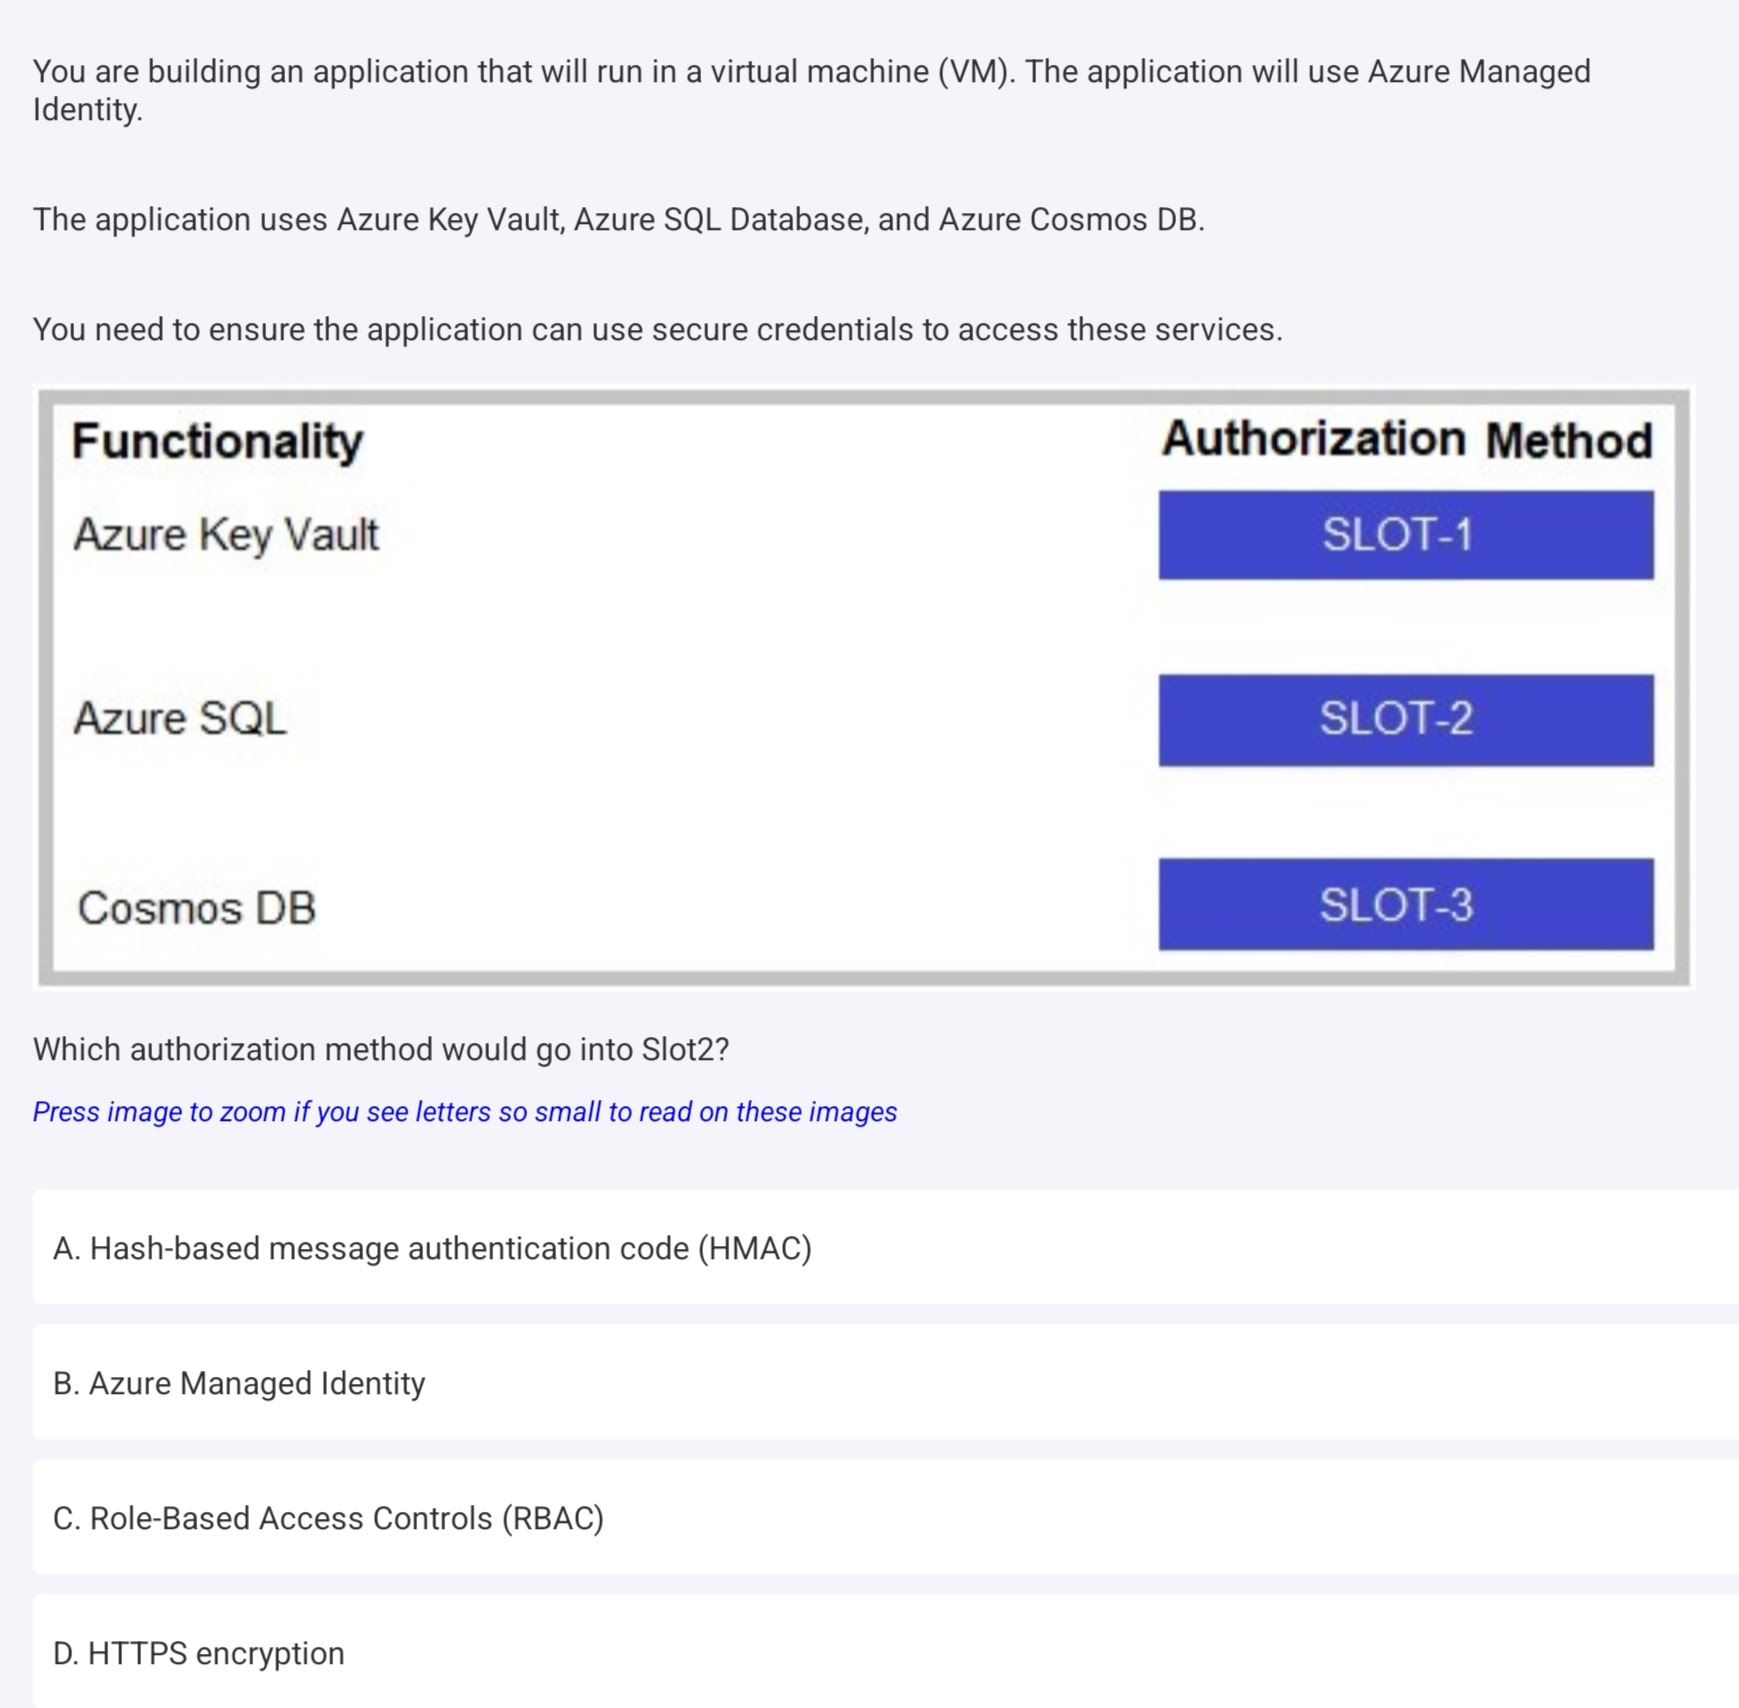 You are building an application that will run in a virtual machine (VM). The application will use Azure Managed
Identity.
The application uses Azure Key Vault, Azure SQL Database, and Azure Cosmos DB.
You need to ensure the application can use secure credentials to access these services.
Functionality
Authorization Method
Azure Key Vault
SLOT-1
Azure SQL
SLOT-2
Cosmos DB
SLOT-3
Which authorization method would go into Slot2?
Press image to zoom if you see letters so small to read on these images
A. Hash-based message authentication code (HMAC)
B. Azure Managed Identity
C. Role-Based Access Controls (RBAC)
D. HTTPS encryption